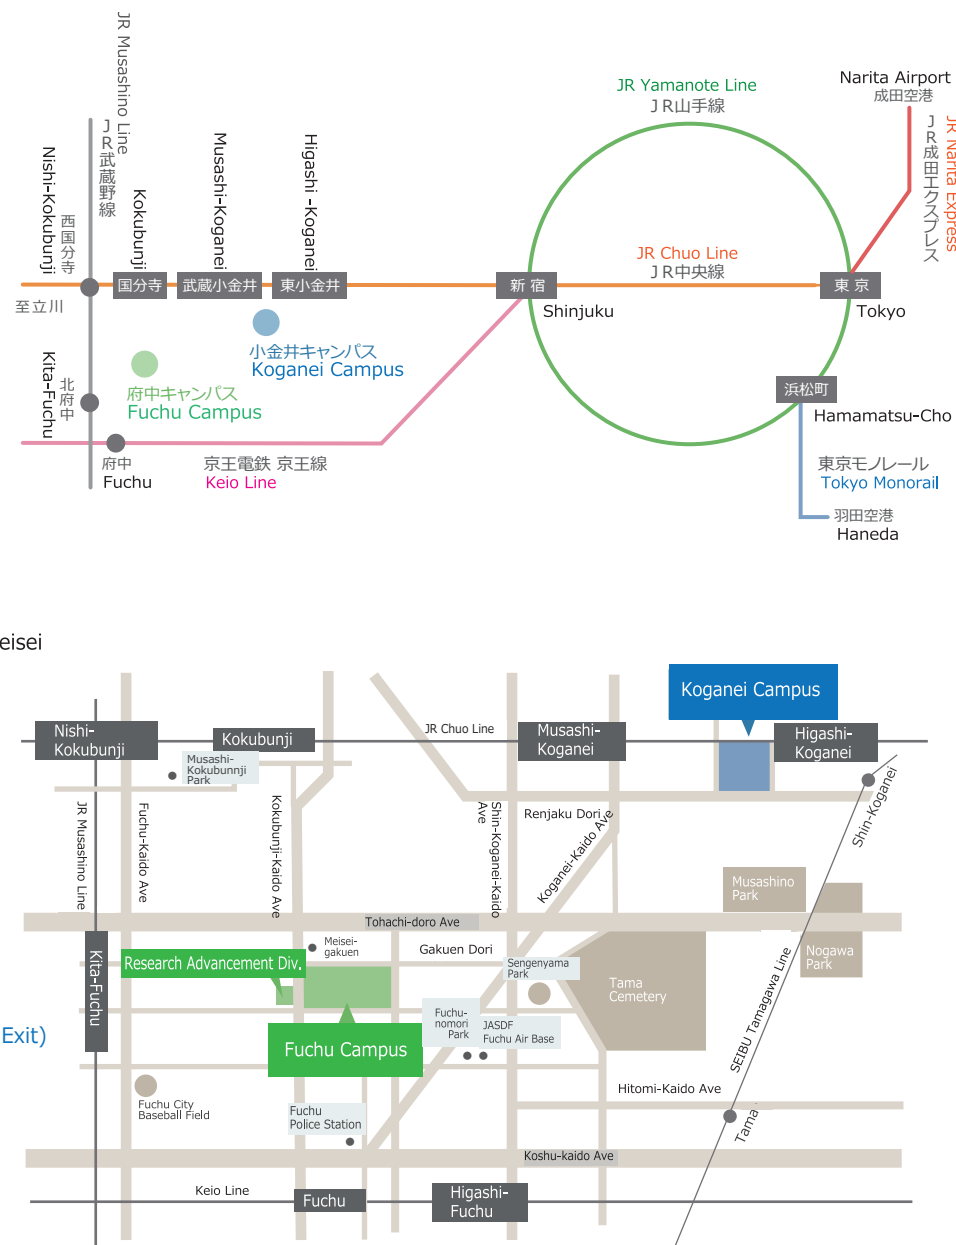 JR Musashino Line
JR武蔵野線
JR Yamanote Line
JR山手線
Narita Airport
成田空港
JR Narita Express
JR成田エクスプレス
Nishi-Kokubunji
西国分寺
Kokubunji
Musashi-Koganei
Higashi -Koganei
JR Chuo Line
JR中央線
国分寺
武蔵小金井
東小金井
新宿
東京
至立川
Shinjuku
Tokyo
小金井キャンパス
Koganei Campus
府中キャンパス
Fuchu Campus
Kita-Fuchu
北府中
浜松町
Hamamatsu-Cho
府中
Fuchu
京王電鉄 京王線
Keio Line
東京モノレール
Tokyo Monorail
羽田空港
Haneda
eisei
Koganei Campus
Nishi-
Kokubunji
Kokubunji
JR Chuo Line
Musashi-
Koganei
Higashi-
Koganei
Musashi-
Kokubunnji
Park
Shin-Koganei
JR Musashino Line
Fuchu-Kaido Ave
Kokubunji-Kaido Ave
Shin-Koganei-Kaido
Ave
Renjaku Dori
Koganei-Kaido Ave
Musashino
Park
Tohachi-doro Ave
Meisei-
gakuen
Gakuen Dori
Nogawa
Park
Kita-Fuchu
Research Advancement Div.
Sengenyama
Park
Tama
Cemetery
SEIBU Tamagawa Line
Fuchu-
nomori
Park
JASDF
Fuchu Air Base
Exit)
Fuchu Campus
Hitomi-Kaido Ave
Fuchu City
Baseball Field
Fuchu
Police Station
Tama
Koshu-kaido Ave
Keio Line
Fuchu
Higashi-
Fuchu